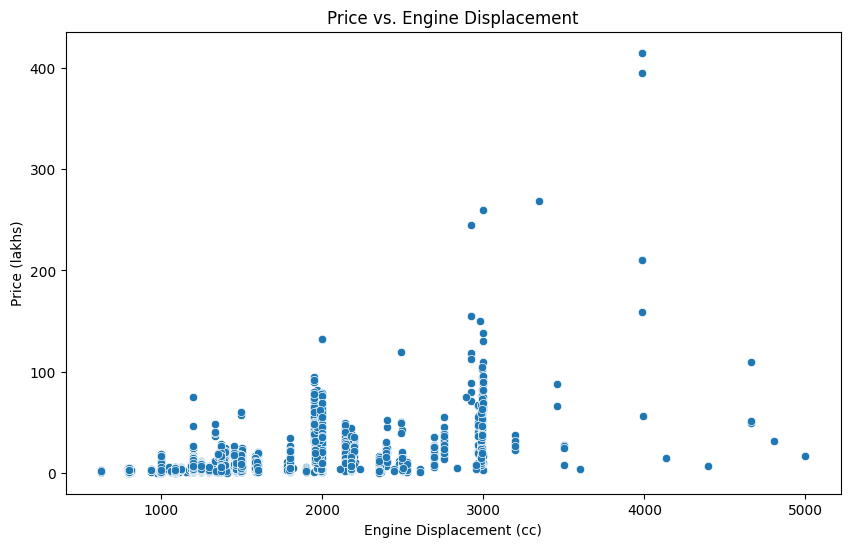 Price vs. Engine Displacement
400
300
200
100
0
Price (lakhs)
1000 2000 3000 4000 5000
Engine Displacement (cc)